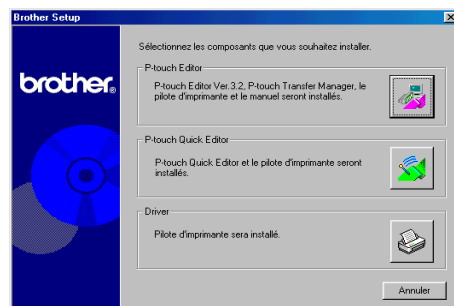 Brother Setup
Sélectionnez les composants que vous souhaitez installer.
brother®
P-touch Editor
P-touch Editor Ver.3.2, P-touch Transfer Manager, le
pilote d'imprimante et le manuel seront installés.
P-touch Quick Editor
P-touch Quick Editor et le pilote d'imprimante seront
installés.
Driver
Pilote d'imprimante sera installé.
Annuler